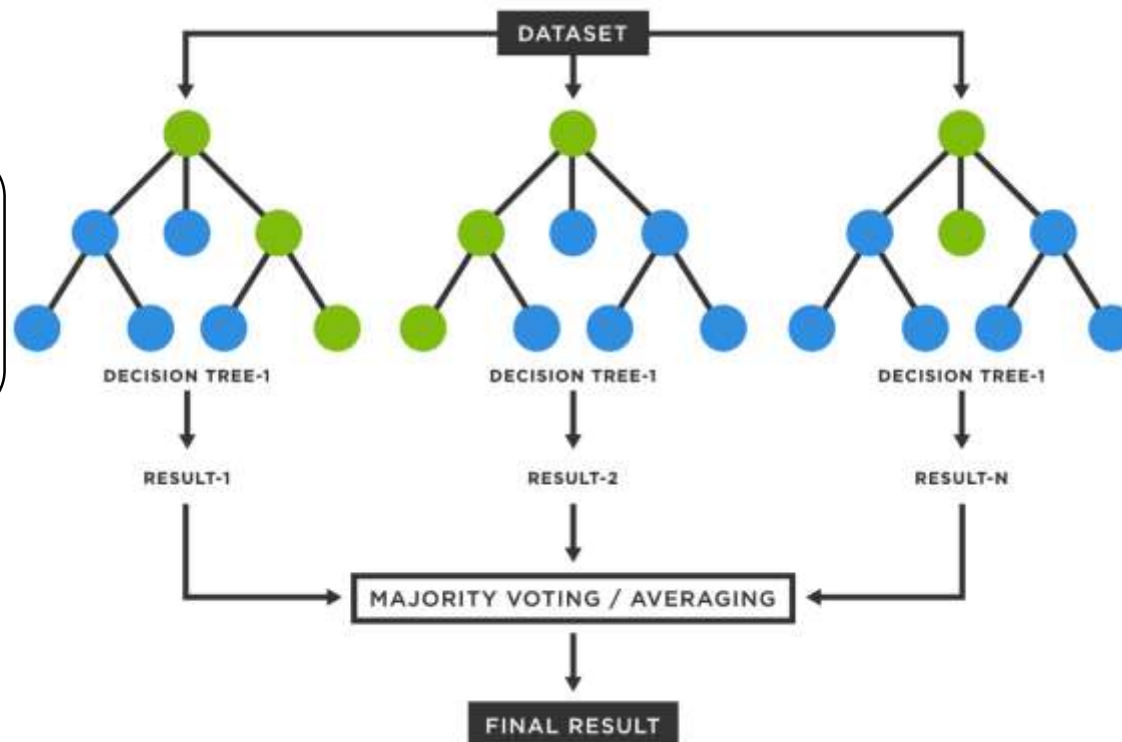 DATASET
DECISION TREE-1
DECISION TREE-1
DECISION TREE-1
RESULT-1
RESULT-2
RESULT-N
MAJORITY VOTING / AVERAGING
FINAL RESULT